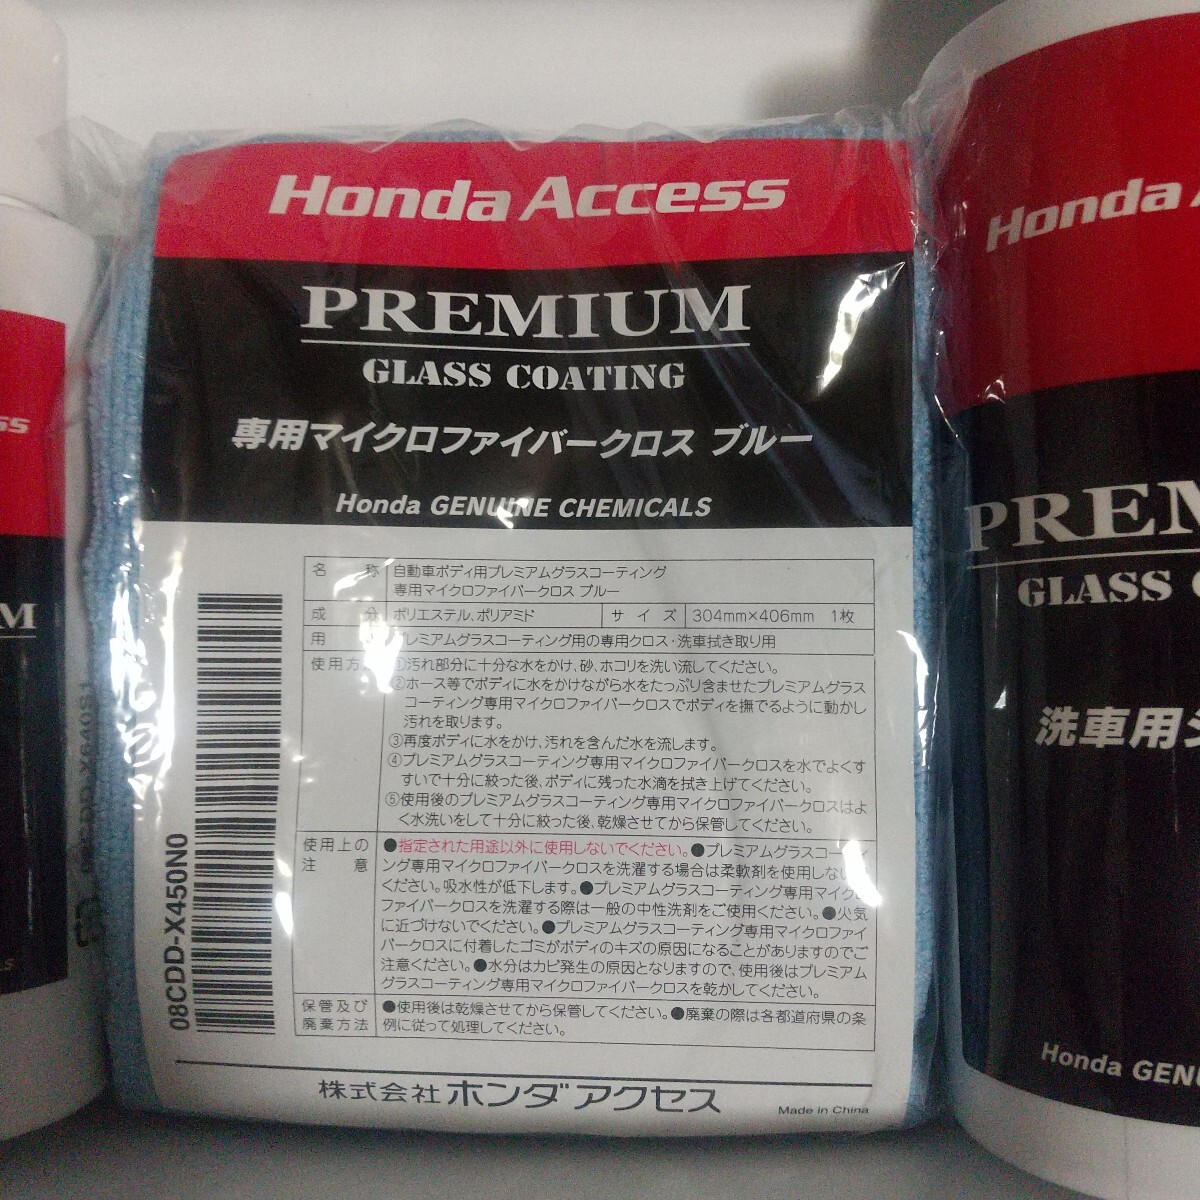 Honda Access
PREMIUM
GLASS COATING
専用マイクロファイバークロス ブルー
Honda GENUINE CHEMICALS
名 称 自動車ボディ用プレミアムグラスコーティング
専用マイクロファイバークロス ブルー
成 分 ポリエステル、ポリアミド サイズ 304mm×406mm 1枚
用 プレミアムグラスコーティング用の専用クロス・洗車拭き取り用
使用方 ①汚れ部分に十分な水をかけ、砂、ホコリを洗い流してください。
②ホース等でボディに水をかけながら水をたっぷり含ませたプレミアムグラス
コーティング専用マイクロファイバークロスでボディを撫でるように動かし
汚れを取ります。
③再度ボディに水をかけ、汚れを含んだ水を流します。
④プレミアムグラスコーティング専用マイクロファイバークロスを水でよくす
すいで十分に絞った後、ボディに残った水滴を拭き上げてください。
⑤使用後のプレミアムグラスコーティング専用マイクロファイバークロスはよ
く水洗いをして十分に絞った後、乾燥させてから保管してください。
使用上の
注 意
●指定された用途以外に使用しないでください。●プレミアムグラスコーティ
ング専用マイクロファイバークロスを洗濯する場合は柔軟剤を使用しない
ください。吸水性が低下します。●プレミアムグラスコーティング専用マイクロ
ファイバークロスを洗濯する際は一般の中性洗剤をご使用ください。●火気
に近づけないでください。●プレミアムグラスコーティング専用マイクロファイ
バークロスに付着したゴミがボディのキズの原因になることがありますのでご
注意ください。●水分はカビ発生の原因となりますので、使用後はプレミアム
グラスコーティング専用マイクロファイバークロスを乾かしてください。
保管及び
廃棄方法
●使用後は乾燥させてから保管してください。●廃棄の際は各都道府県の条
例に従って処理してください。
08CDD-X450N0
株式会社ホンダアクセス
Made in China
ss
M
LS
Honda A
PREM
GLASS C
洗車用
Honda GENU